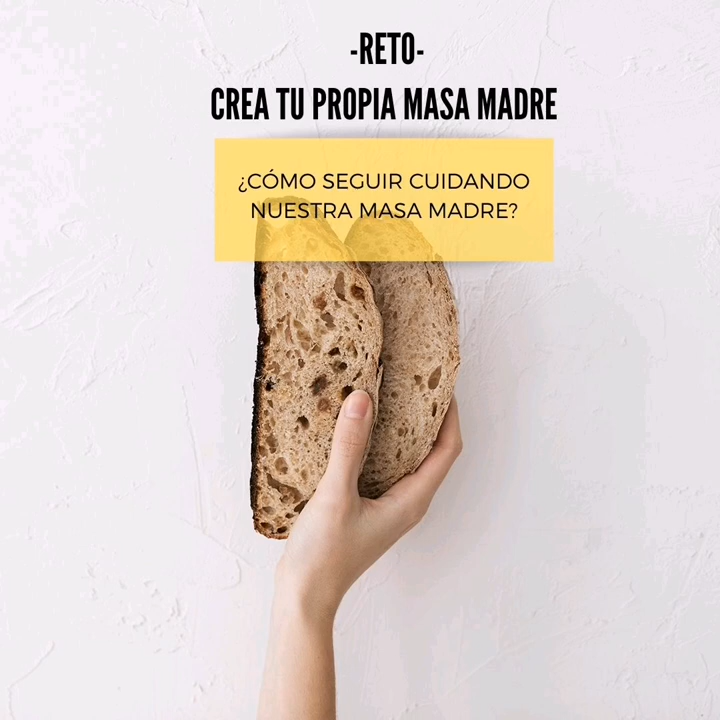 -RETO-
CREA TU PROPIA MASA MADRE
¿CÓMO SEGUIR CUIDANDO
NUESTRA MASA MADRE?